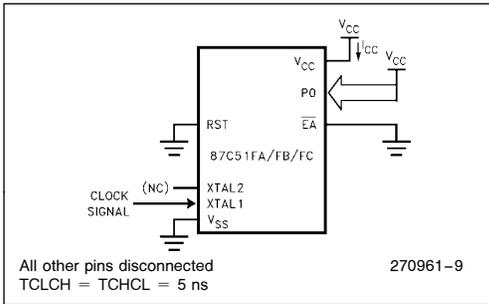 VCC
ICC
VCC
VCC
P0
RST
EA
87C51FA/FB/FC
(NC)
XTAL2
CLOCK
SIGNAL
XTAL1
VSS
All other pins disconnected
270961–9
TCLCH = TCHCL = 5 ns